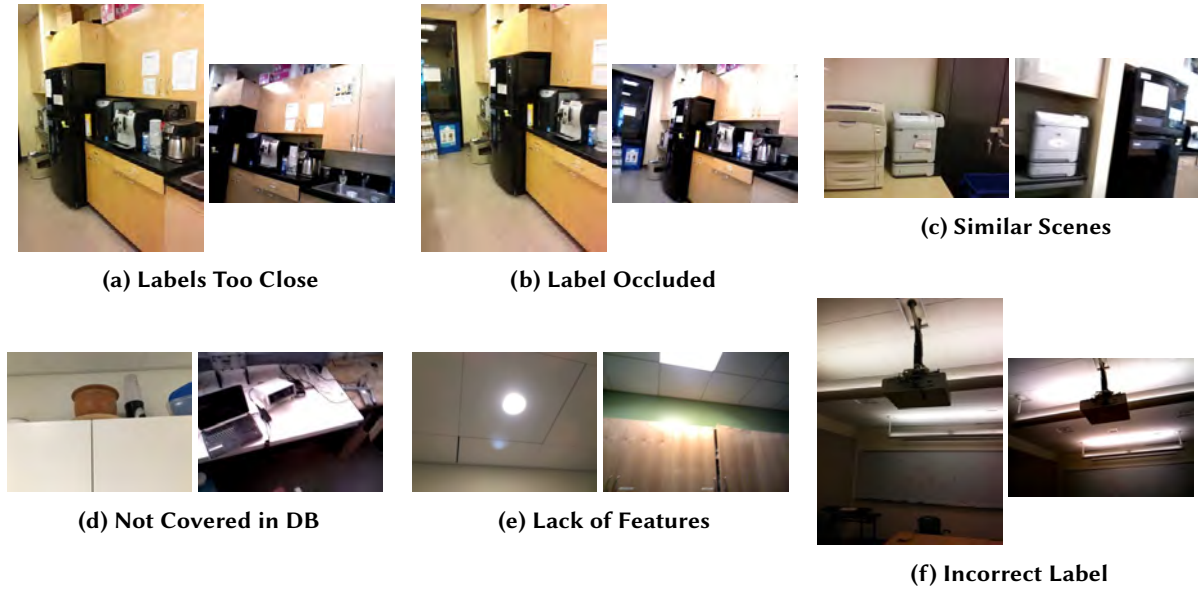 (a) Labels Too Close
(b) Label Occluded
(c) Similar Scenes
(d) Not Covered in DB
(e) Lack of Features
(f) Incorrect Label